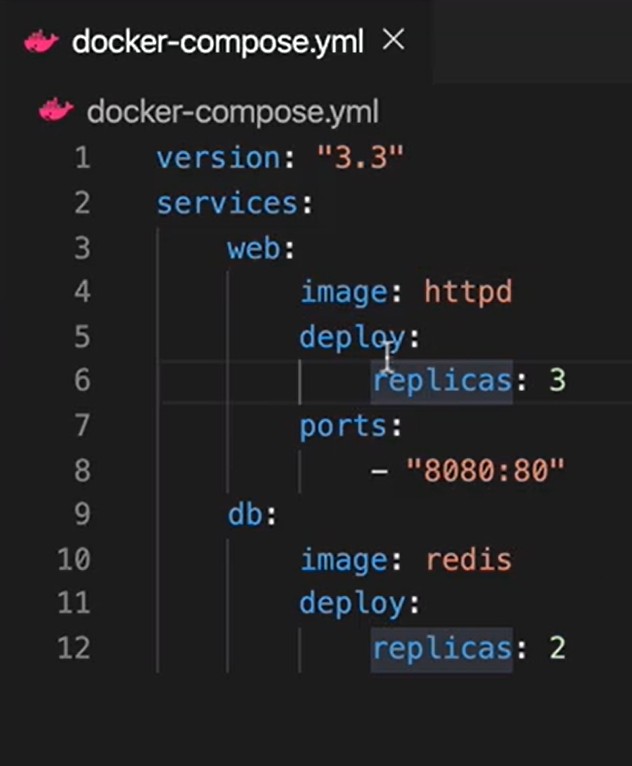 docker-compose.yml ×
docker-compose.yml
1 version: "3.3"
2 services:
3     web:
4         image: httpd
5         deploy:
6             replicas: 3
7         ports:
8             - "8080:80"
9     db:
10         image: redis
11         deploy:
12             replicas: 2